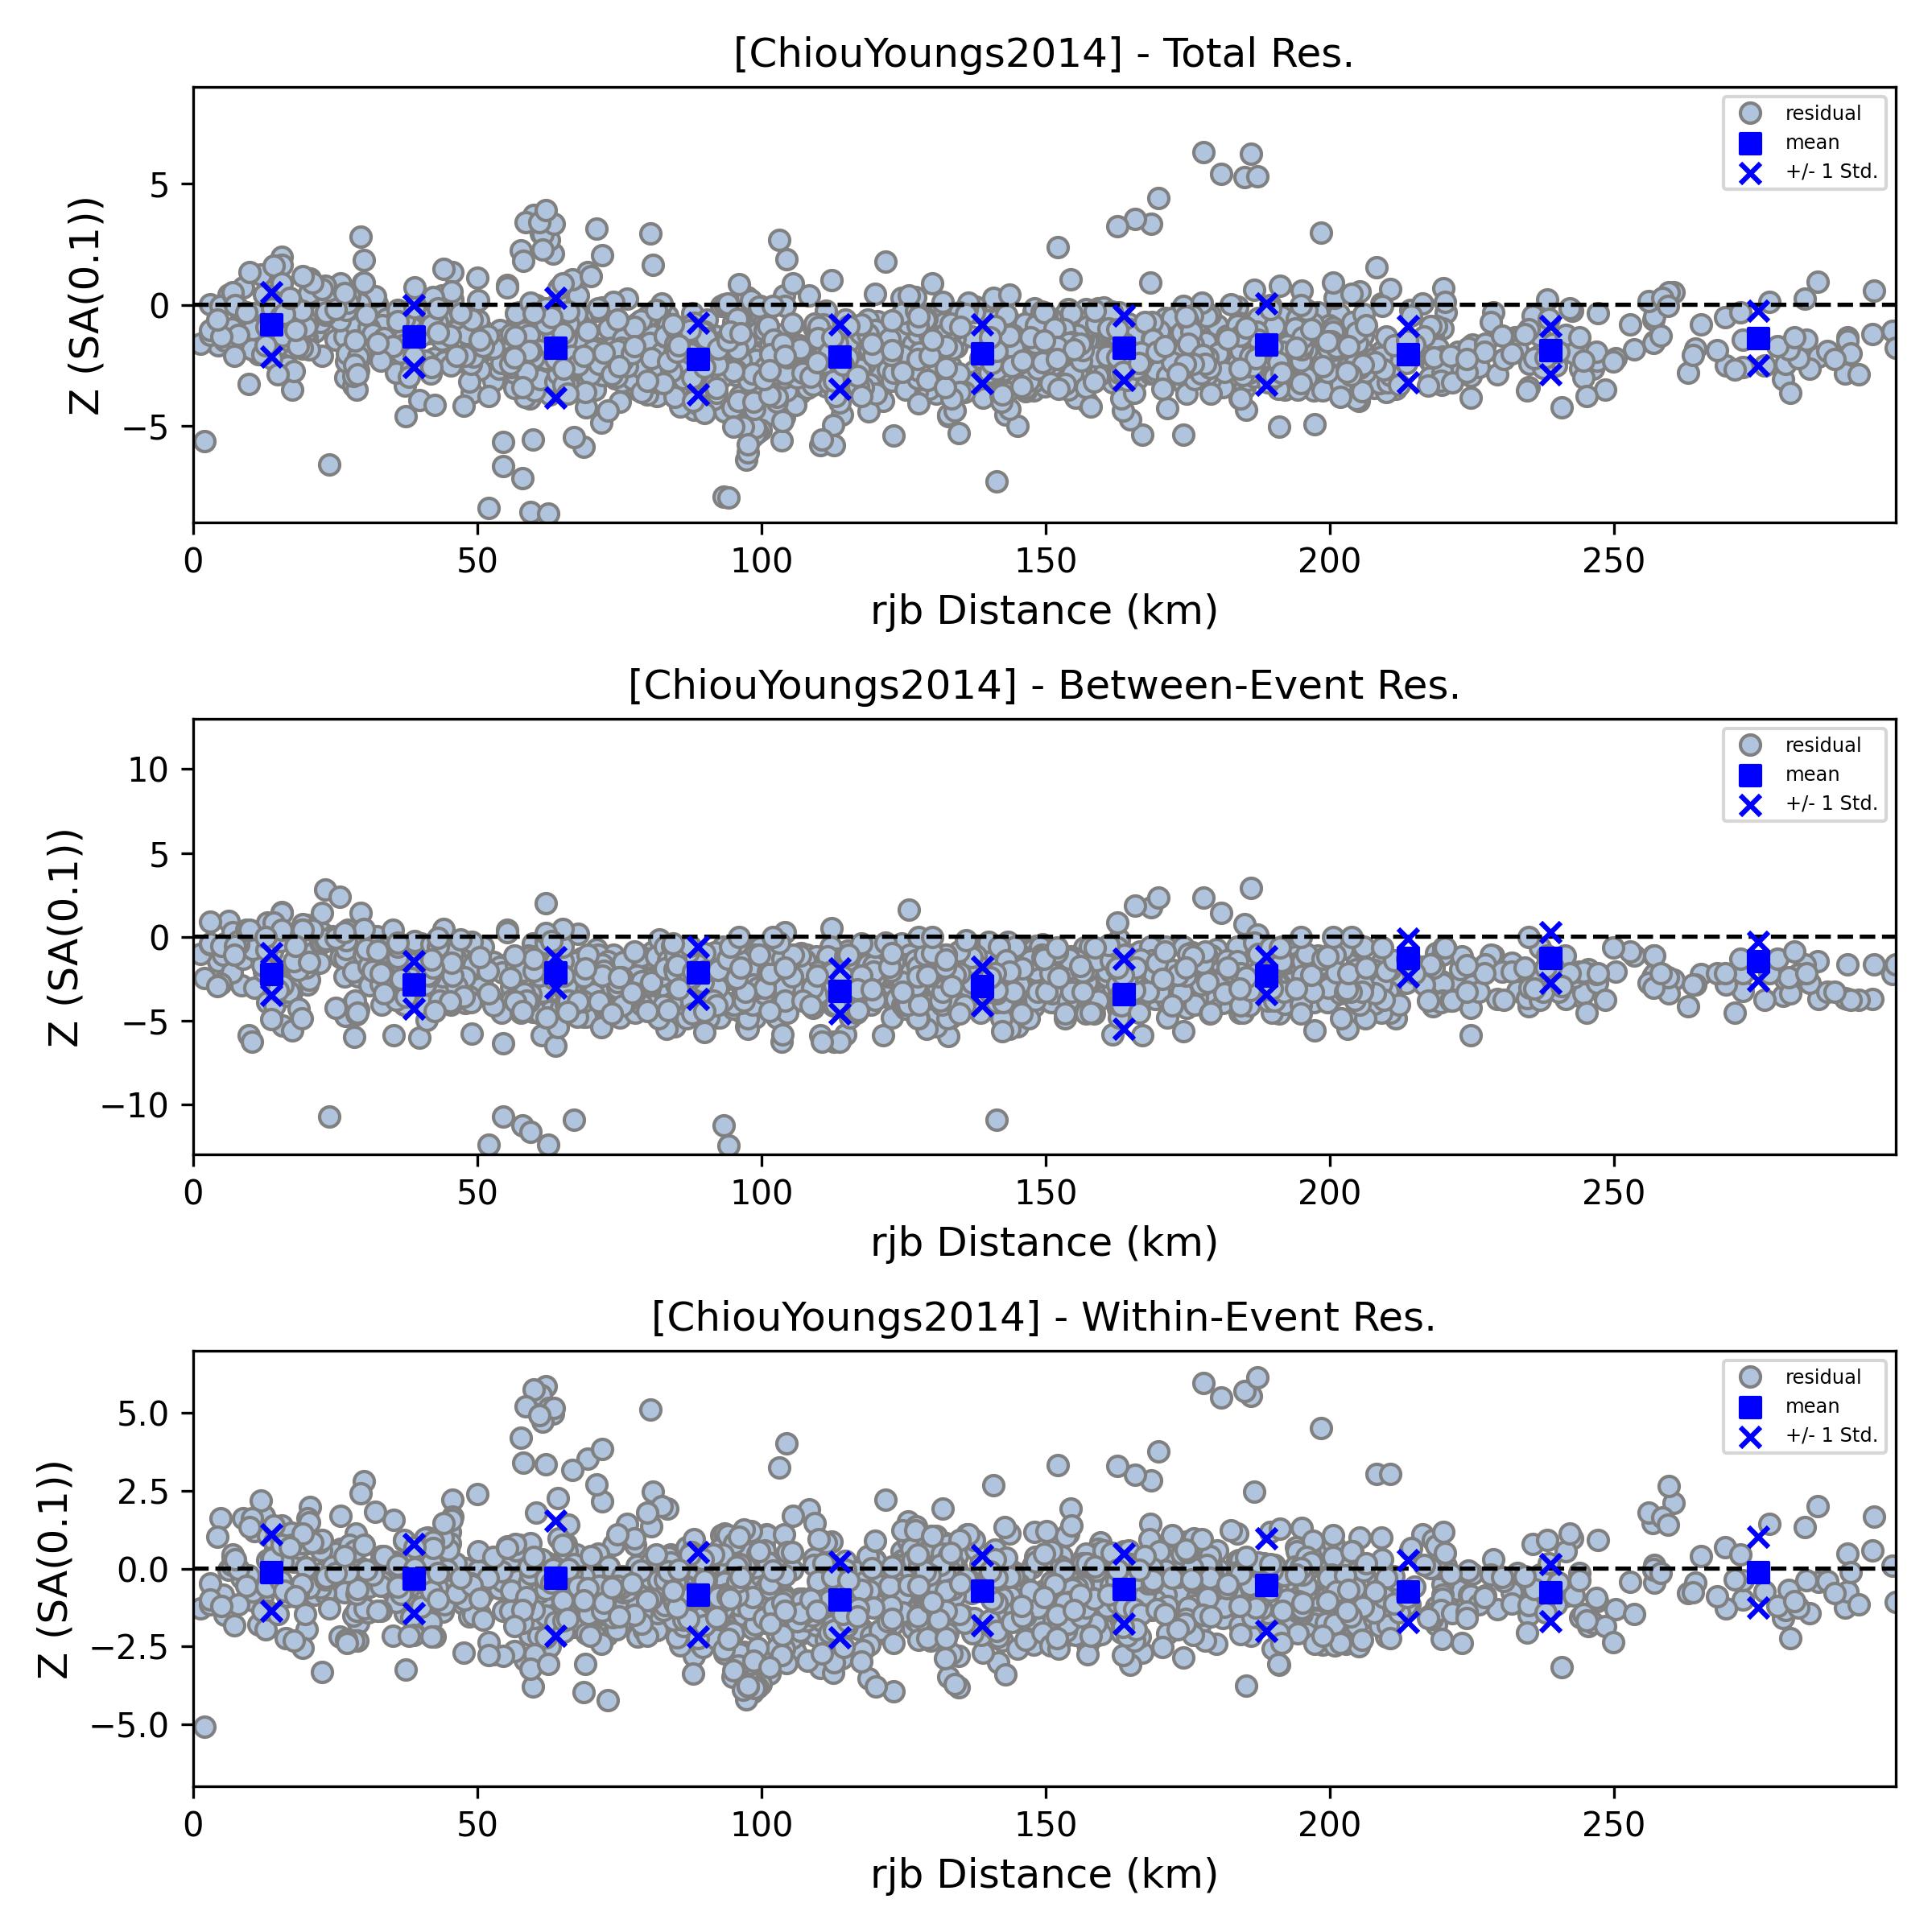 [ChiouYoungs2014] - Total Res.
Z (SA(0.1))
5
0
−5
residual
mean
+/- 1 Std.
0 50 100 150 200 250
rjb Distance (km)
[ChiouYoungs2014] - Between-Event Res.
Z (SA(0.1))
10
5
0
−5
−10
residual
mean
+/- 1 Std.
0 50 100 150 200 250
rjb Distance (km)
[ChiouYoungs2014] - Within-Event Res.
Z (SA(0.1))
5.0
2.5
0.0
−2.5
−5.0
residual
mean
+/- 1 Std.
0 50 100 150 200 250
rjb Distance (km)